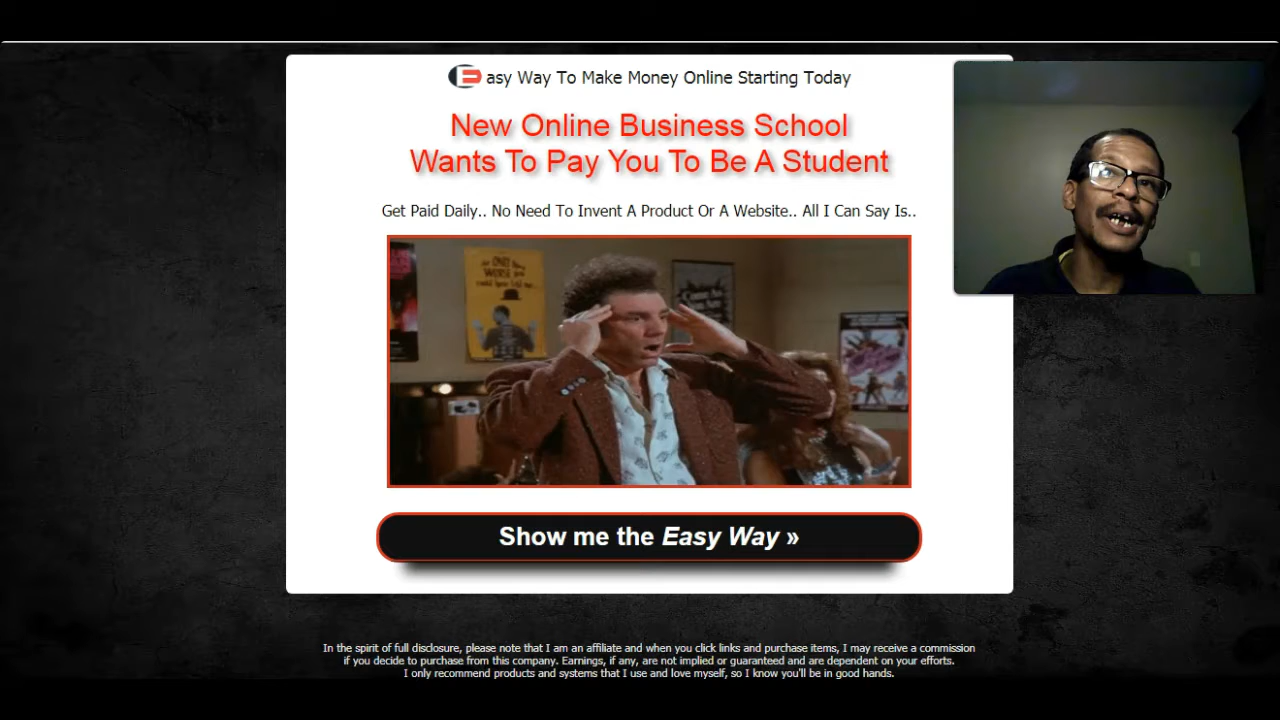 Easy Way To Make Money Online Starting Today
New Online Business School
Wants To Pay You To Be A Student
Get Paid Daily.. No Need To Invent A Product Or A Website.. All I Can Say Is..
Show me the Easy Way »
In the spirit of full disclosure, please note that I am an affiliate and when you click links and purchase items, I may receive a commission
if you decide to purchase from this company. Earnings, if any, are not implied or guaranteed and are dependent on your efforts.
I only recommend products and systems that I use and love myself, so I know you'll be in good hands.